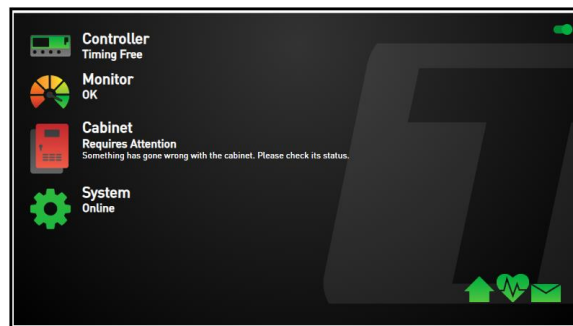 Controller
Timing Free
Monitor
OK
Cabinet
Requires Attention
Something has gone wrong with the cabinet. Please check its status.
System
Online